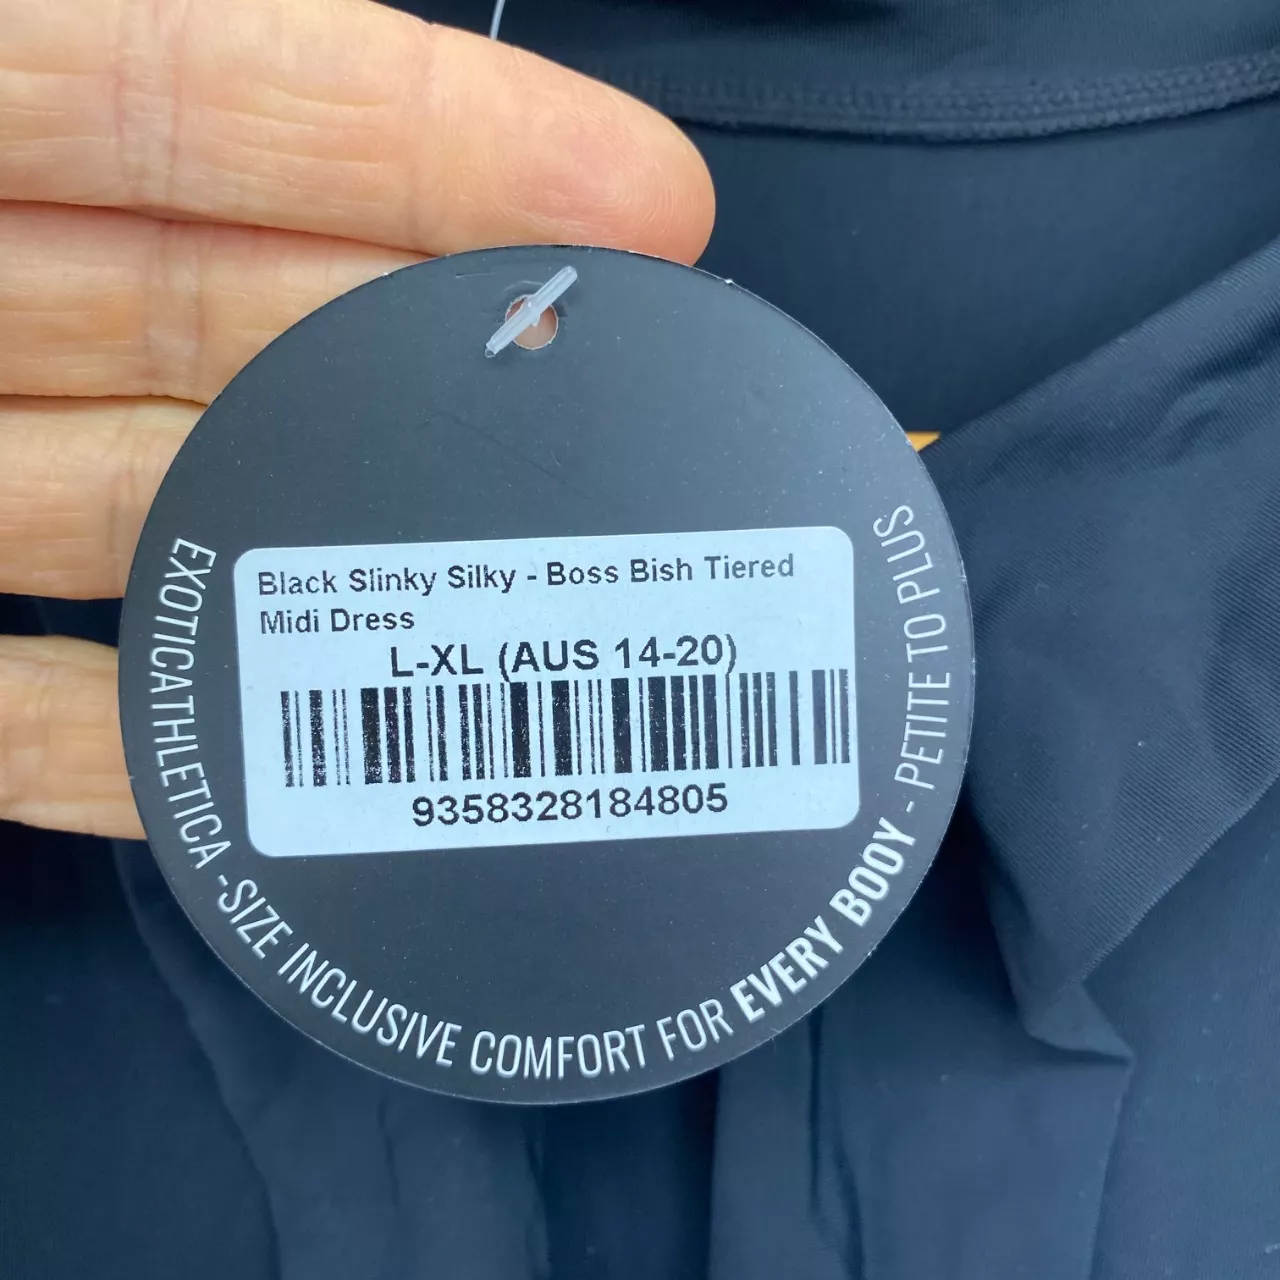 Black Slinky Silky - Boss Bish Tiered
Midi Dress
L-XL (AUS 14-20)
9358328184805
EXOTICATHLETICA -SIZE INCLUSIVE COMFORT FOR EVERY BODY - PETITE TO PLUS